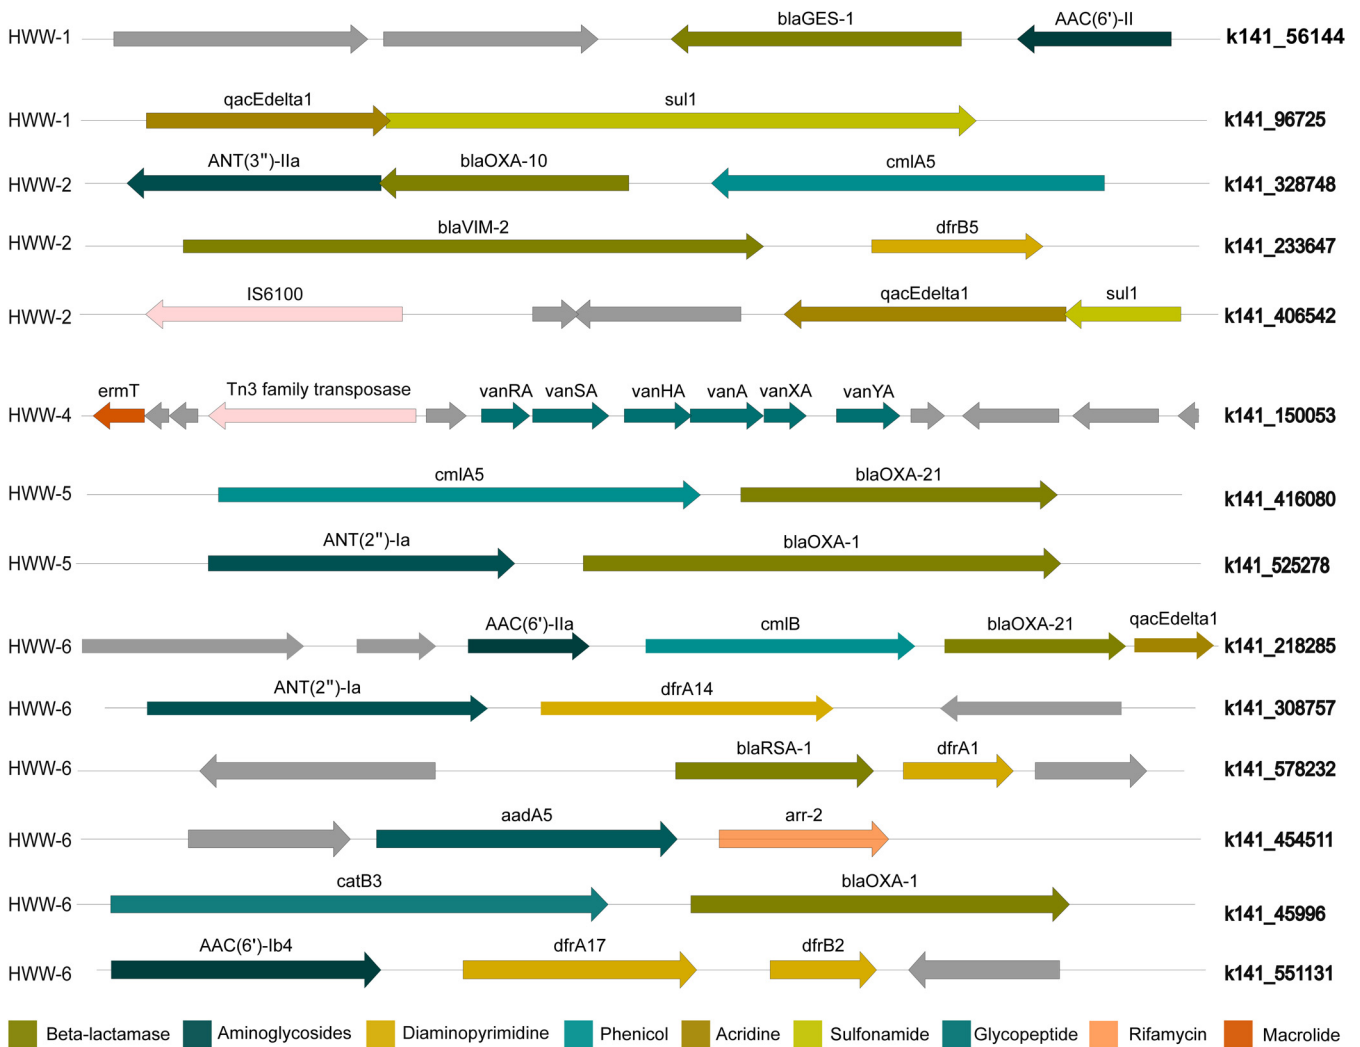 blaGES-1 AAC(6')-II
HWW-1 k141_56144
qacEdelta1 sul1
HWW-1 k141_96725
ANT(3")-IIa blaOXA-10 cmlA5
HWW-2 k141_328748
blaVIM-2 dfrB5
HWW-2 k141_233647
IS6100 qacEdelta1 sul1
HWW-2 k141_406542
ermT Tn3 family transposase vanRA vanSA vanHA vanA vanXA vanYA
HWW-4 k141_150053
cmlA5 blaOXA-21
HWW-5 k141_416080
ANT(2")-Ia blaOXA-1
HWW-5 k141_525278
AAC(6')-IIa cmlB blaOXA-21 qacEdelta1
HWW-6 k141_218285
ANT(2")-Ia dfrA14
HWW-6 k141_308757
blaRSA-1 dfrA1
HWW-6 k141_578232
aadA5 arr-2
HWW-6 k141_454511
catB3 blaOXA-1
HWW-6 k141_45996
AAC(6')-Ib4 dfrA17 dfrB2
HWW-6 k141_551131
Beta-lactamase Aminoglycosides Diaminopyrimidine Phenicol Acridine Sulfonamide Glycopeptide Rifamycin Macrolide